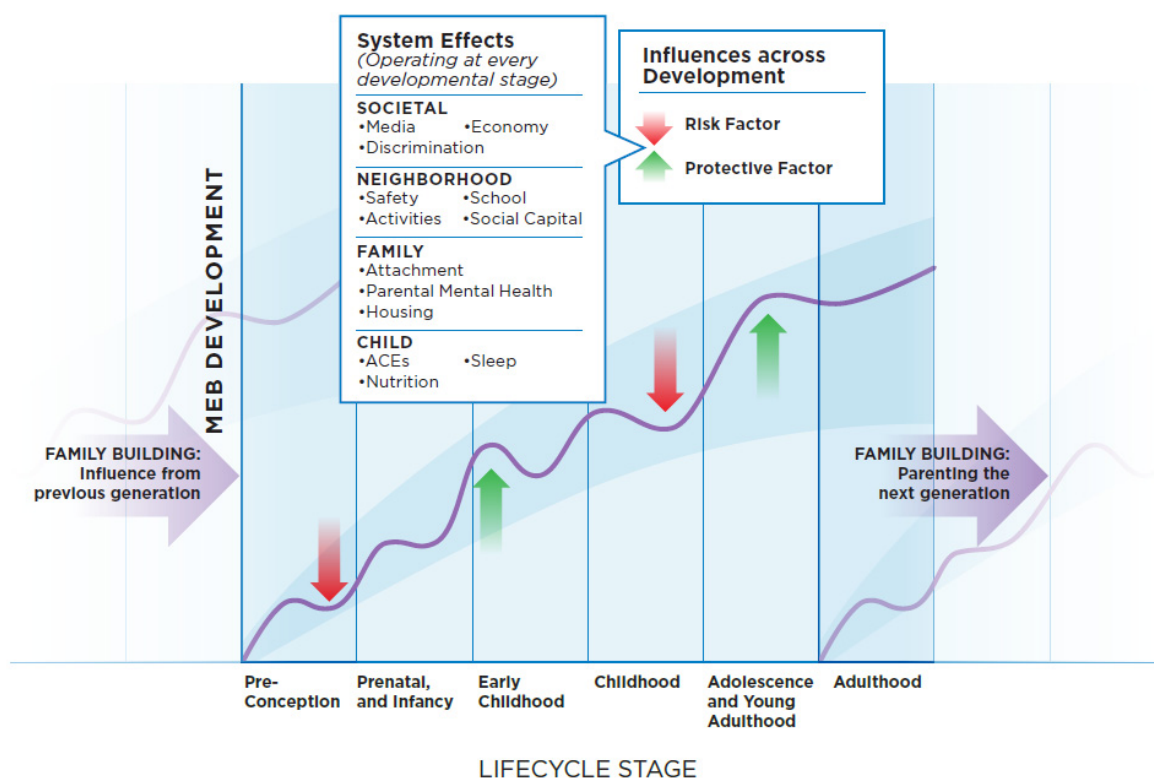 System Effects
(Operating at every
developmental stage)
SOCIETAL
•Media •Economy
•Discrimination
NEIGHBORHOOD
•Safety •School
•Activities •Social Capital
FAMILY
•Attachment
•Parental Mental Health
•Housing
CHILD
•ACEs •Sleep
•Nutrition
Influences across
Development
Risk Factor
Protective Factor
MEB DEVELOPMENT
FAMILY BUILDING:
Influence from
previous generation
FAMILY BUILDING:
Parenting the
next generation
Pre-
Conception
Prenatal,
and Infancy
Early
Childhood
Childhood
Adolescence
and Young
Adulthood
Adulthood
LIFECYCLE STAGE